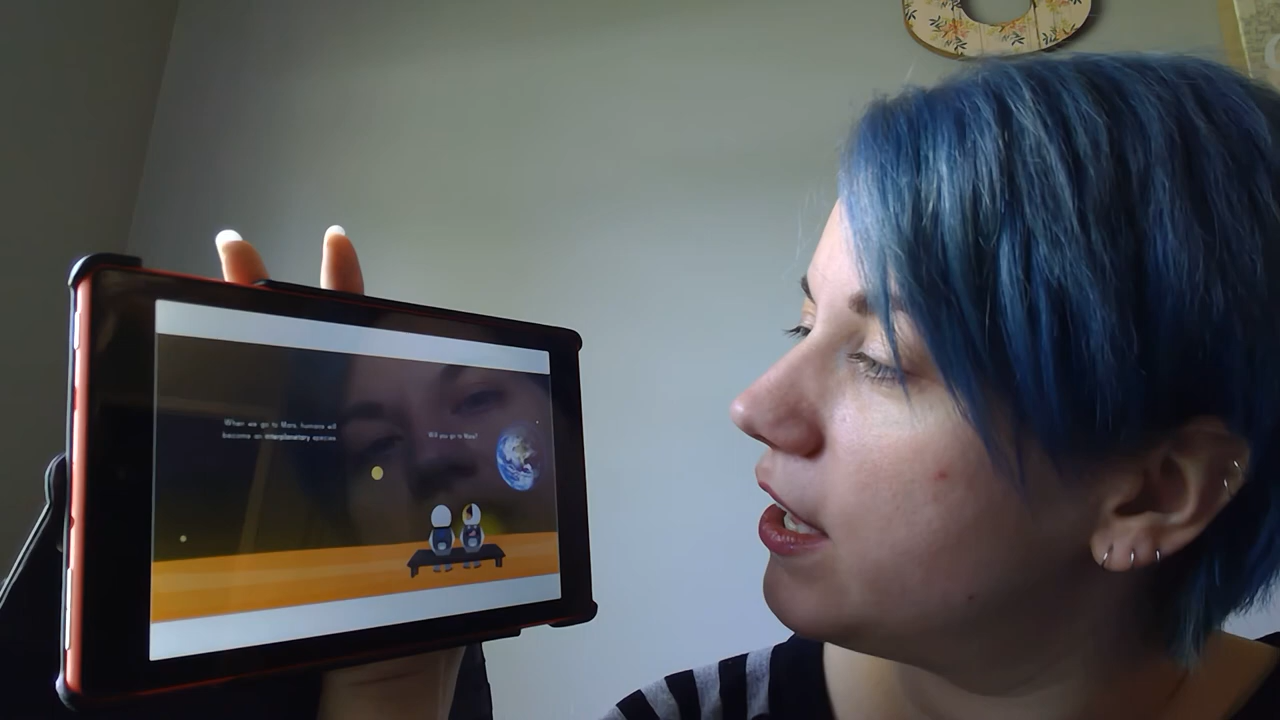 When we go to Mars, humans will
become an interplanetary species
Will you go to Mars?